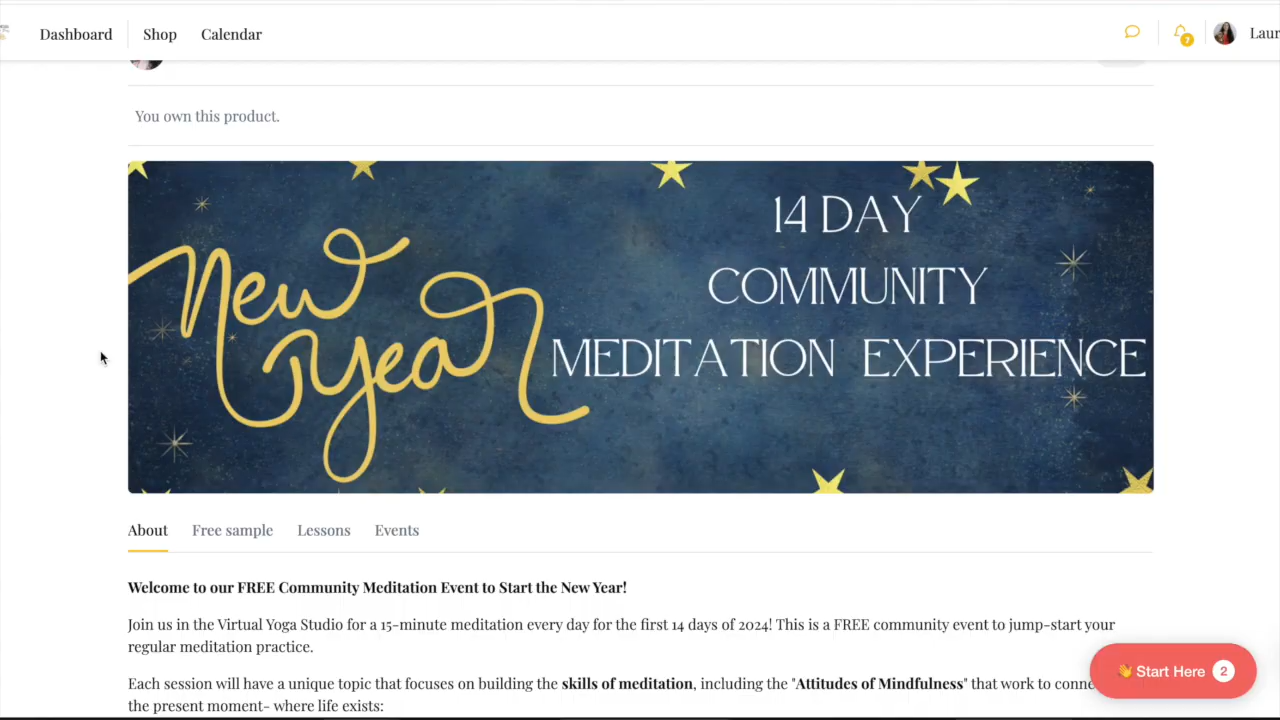 Dashboard
Shop
Calendar
7
You own this product.
New
Year
14 DAY
COMMUNITY
MEDITATION EXPERIENCE
About
Free sample
Lessons
Events
Welcome to our FREE Community Meditation Event to Start the New Year!
Join us in the Virtual Yoga Studio for a 15-minute meditation every day for the first 14 days of 2024! This is a FREE community event to jump-start your
regular meditation practice.
Each session will have a unique topic that focuses on building the skills of meditation, including the "Attitudes of Mindfulness" that work to
the present moment- where life exists:
👋 Start Here 2